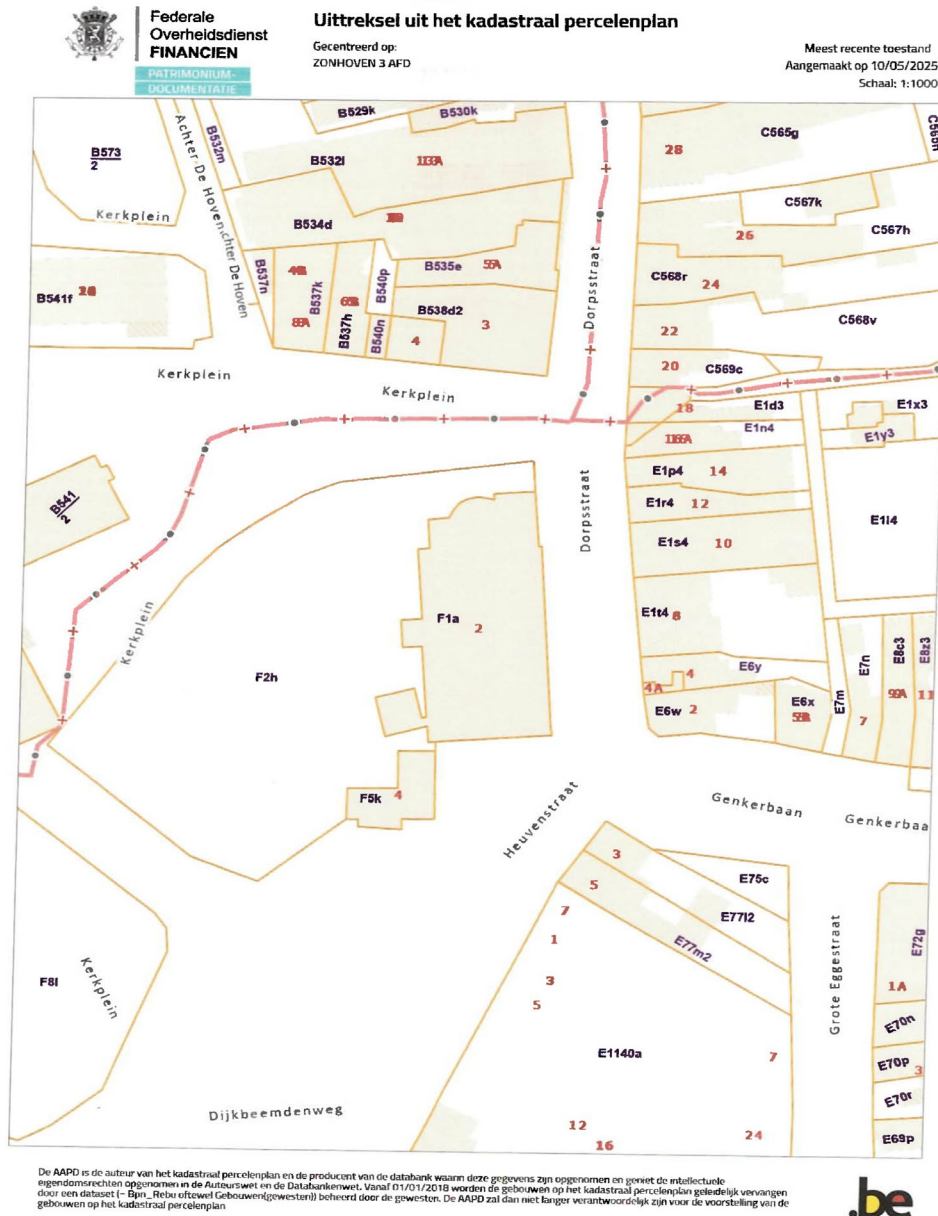 Federale
Overheidsdienst
FINANCIEN
PATRIMONIUM-
DOCUMENTATIE
Uittreksel uit het kadastraal percelenplan
Gecentreerd op:
ZONHOVEN 3 AFD
Meest recente toestand
Aangemaakt op 10/05/2025
Schaal: 1:1000
B573
2
Kerkplein
Achter-De Hoven
B532m
B529k
B530k
B532l
B534d
28
C565g
C567k
C567h
26
B541f
B537n
B537k
B537h
B540p
B540n
B535e
B538d2
3
4
Dorpsstraat
C568r
24
22
C568v
20
C569c
Kerkplein
Kerkplein
18
E1d3
E1n4
E1x3
E1y3
E1p4
14
E1r4
12
E1s4
10
E1l4
B541
2
Dorpsstraat
E1t4
F1a
2
Kerkplein
F2h
E6y
4
4A
E6w
2
E6x
E7m
E7n
7
E8c3
E8z3
11
F5k
4
Heuvenstraat
Genkerbaan
Genkerbaa
3
E75c
5
E77l2
E77m2
7
1
3
5
E1140a
7
Grote Eggestraat
E72g
1A
E70n
E70p
3
E70r
E69p
F8l
Kerkplein
Dijkbeemdenweg
12
16
24
De AAPD is de auteur van het kadastraal percelenplan en de producent van de databank waarin deze gegevens zijn opgenomen en geniet de intellectuele
eigendomsrechten opgenomen in de Auteurswet en de Databankenwet. Vanaf 01/01/2018 worden de gebouwen op het kadastraal percelenplan geleidelijk vervangen
door een dataset (~ Bpn_Rebu oftewel Gebouwen(gewesten)) beheerd door de gewesten. De AAPD zal dan niet langer verantwoordelijk zijn voor de voorstelling van de
gebouwen op het kadastraal percelenplan
.be